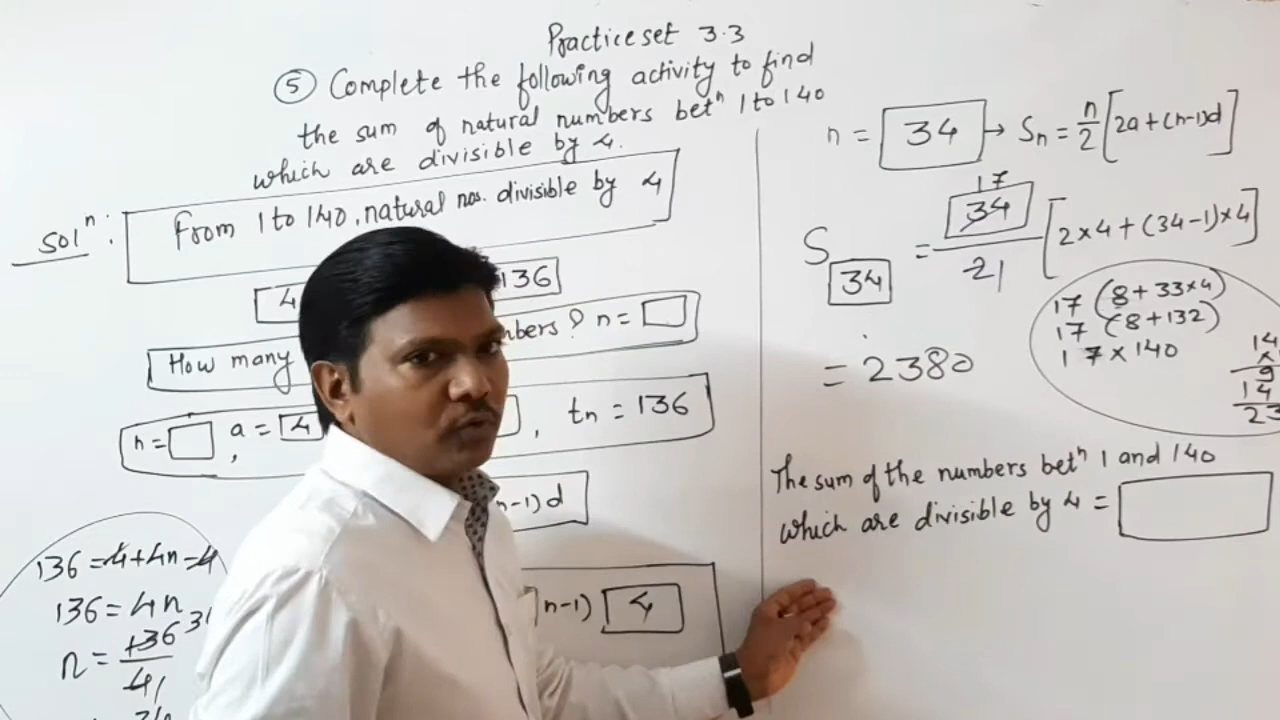 Practice set 3.3
⑤ Complete the following activity to find
the sum of natural numbers betⁿ 1 to 140
which are divisible by 4.
Solⁿ:
From 1 to 140, natural nos. divisible by 4
4 136
How many n =
n = , a = 4 , tn = 136
n-1) d
n-1) 4
136 = 4 + 4n - 4
136 = 4n
n = 136
4
n = 34 → Sn = n/2 [2a + (n-1)d]
17
S 34 = 34/2 1 [2×4 + (34-1)×4]
17 (8 + 33×4)
17 (8 + 132)
17 × 140
= 2380
The sum of the numbers betⁿ 1 and 140
which are divisible by 4 =